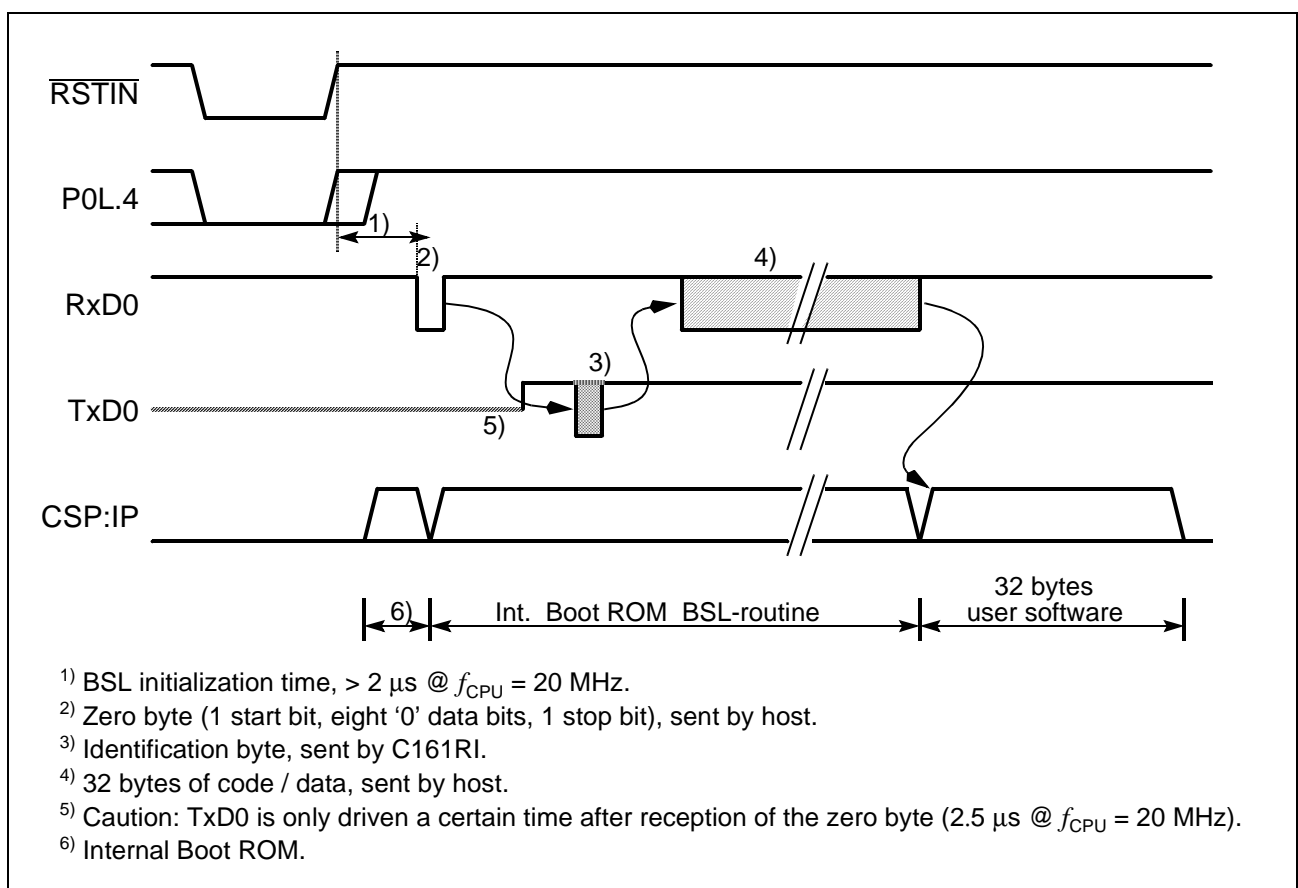 RSTIN
P0L.4
1)
2)
4)
RxD0
3)
TxD0
5)
CSP:IP
6)
Int. Boot ROM BSL-routine
32 bytes
user software
1) BSL initialization time, > 2 µs @ fCPU = 20 MHz.
2) Zero byte (1 start bit, eight ‘0’ data bits, 1 stop bit), sent by host.
3) Identification byte, sent by C161RI.
4) 32 bytes of code / data, sent by host.
5) Caution: TxD0 is only driven a certain time after reception of the zero byte (2.5 µs @ fCPU = 20 MHz).
6) Internal Boot ROM.